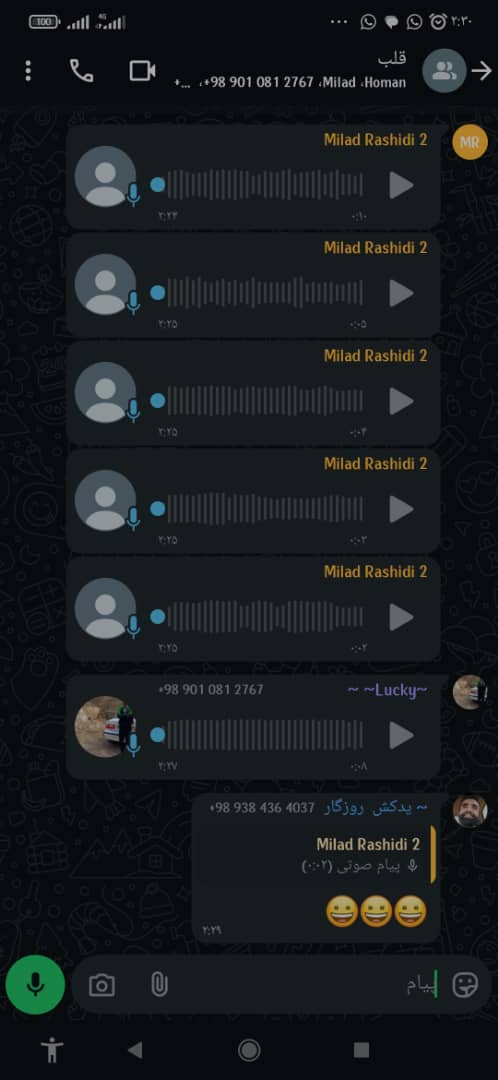 100 4G ۲:۳۰
قلب
+98 901 081 2767، Milad، Homan، +...
MR
Milad Rashidi 2
۲:۲۴ ۰:۱۰
Milad Rashidi 2
۲:۲۵ ۰:۰۵
Milad Rashidi 2
۲:۲۵ ۰:۰۴
Milad Rashidi 2
۲:۲۵ ۰:۰۳
Milad Rashidi 2
۲:۲۵ ۰:۰۲
+98 901 081 2767 ~ ~Lucky~
۲:۲۷ ۰:۰۸
~ یدکش روزگار +98 938 436 4037
Milad Rashidi 2
پیام صوتی (۰:۰۲)
😀😀😀
۲:۲۹
پیام